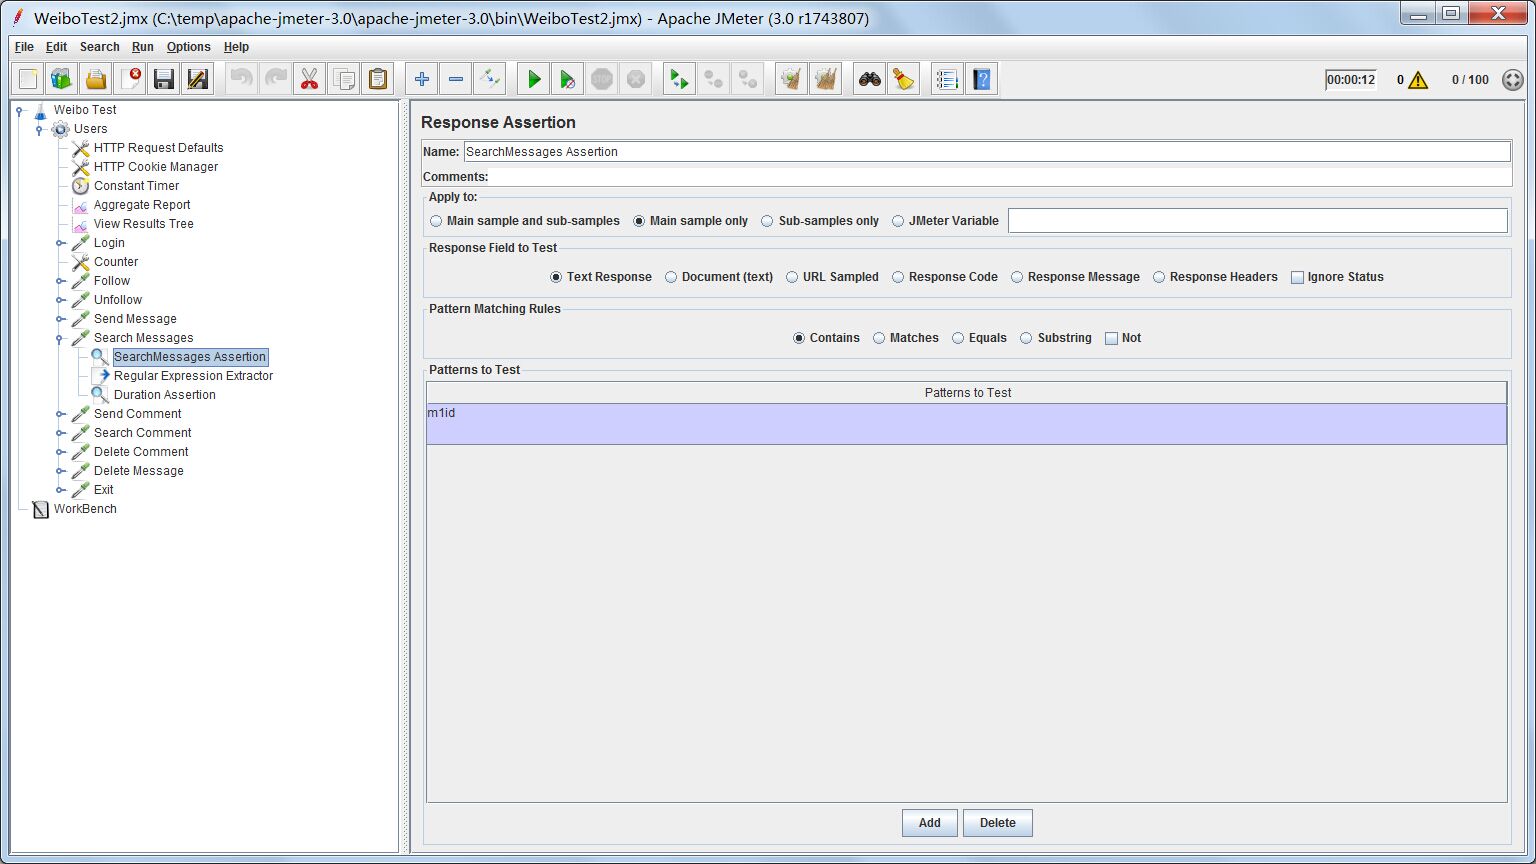 WeiboTest2.jmx (C:\temp\apache-jmeter-3.0\apache-jmeter-3.0\bin\WeiboTest2.jmx) - Apache JMeter (3.0 r1743807)
File Edit Search Run Options Help
STOP
00:00:12 0 0 / 100
Weibo Test
Users
HTTP Request Defaults
HTTP Cookie Manager
Constant Timer
Aggregate Report
View Results Tree
Login
Counter
Follow
Unfollow
Send Message
Search Messages
SearchMessages Assertion
Regular Expression Extractor
Duration Assertion
Send Comment
Search Comment
Delete Comment
Delete Message
Exit
WorkBench
Response Assertion
Name: SearchMessages Assertion
Comments:
Apply to:
Main sample and sub-samples Main sample only Sub-samples only JMeter Variable
Response Field to Test
Text Response Document (text) URL Sampled Response Code Response Message Response Headers Ignore Status
Pattern Matching Rules
Contains Matches Equals Substring Not
Patterns to Test
Patterns to Test
m1id
Add Delete